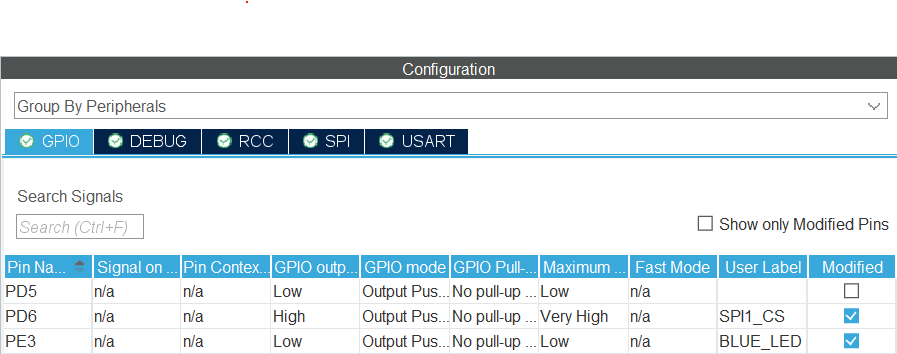 Configuration
Group By Peripherals
GPIO DEBUG RCC SPI USART
Search Signals
Search (Ctrl+F)
Show only Modified Pins
Pin Na... Signal on ... Pin Contex... GPIO outp... GPIO mode GPIO Pull-... Maximum ... Fast Mode User Label Modified
PD5 n/a n/a Low Output Pus... No pull-up ... Low n/a
PD6 n/a n/a High Output Pus... No pull-up ... Very High n/a SPI1_CS
PE3 n/a n/a Low Output Pus... No pull-up ... Low n/a BLUE_LED